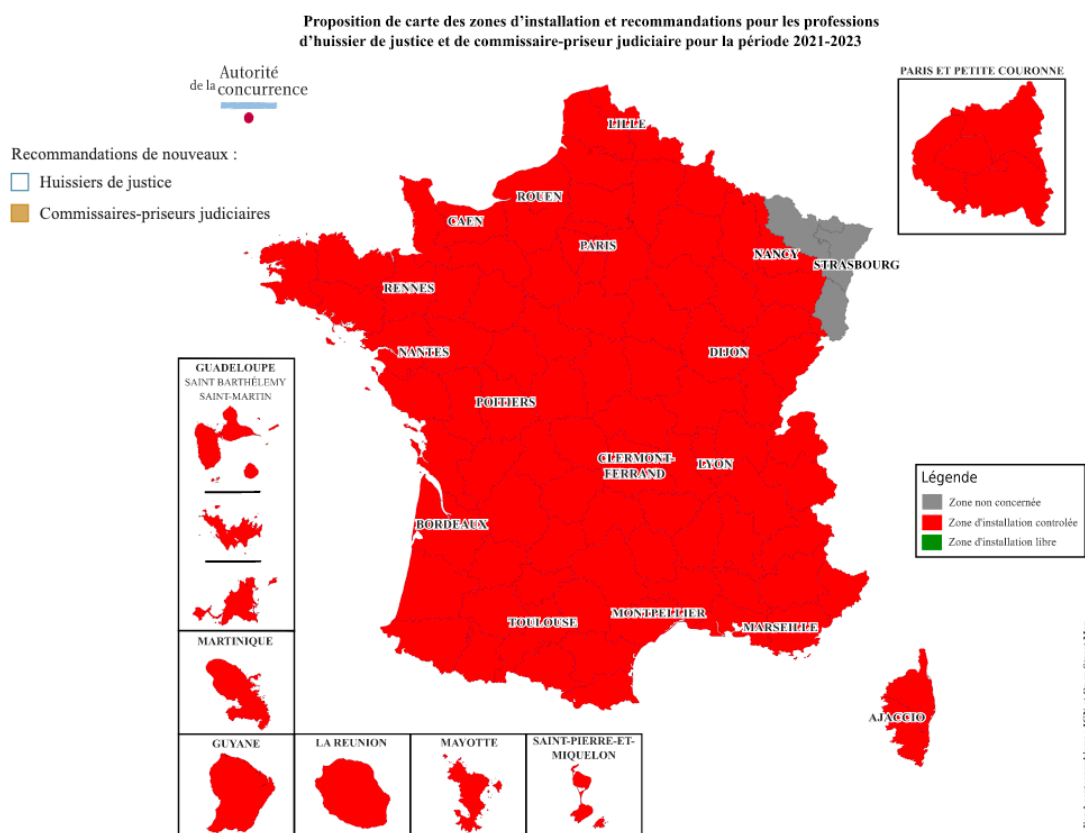 Proposition de carte des zones d'installation et recommandations pour les professions
d'huissier de justice et de commissaire-priseur judiciaire pour la période 2021-2023
Autorité
de la concurrence
Recommandations de nouveaux :
Huissiers de justice
Commissaires-priseurs judiciaires
PARIS ET PETITE COURONNE
LILLE
ROUEN
CAEN
PARIS
NANCY
STRASBOURG
RENNES
NANTES
DIJON
POITIERS
CLERMONT-
FERRAND
LYON
BORDEAUX
TOULOUSE
MONTPELLIER
MARSEILLE
AJACCIO
GUADELOUPE
SAINT BARTHÉLEMY
SAINT-MARTIN
MARTINIQUE
GUYANE
LA REUNION
MAYOTTE
SAINT-PIERRE-ET-
MIQUELON
Légende
Zone non concernée
Zone d'installation controlée
Zone d'installation libre